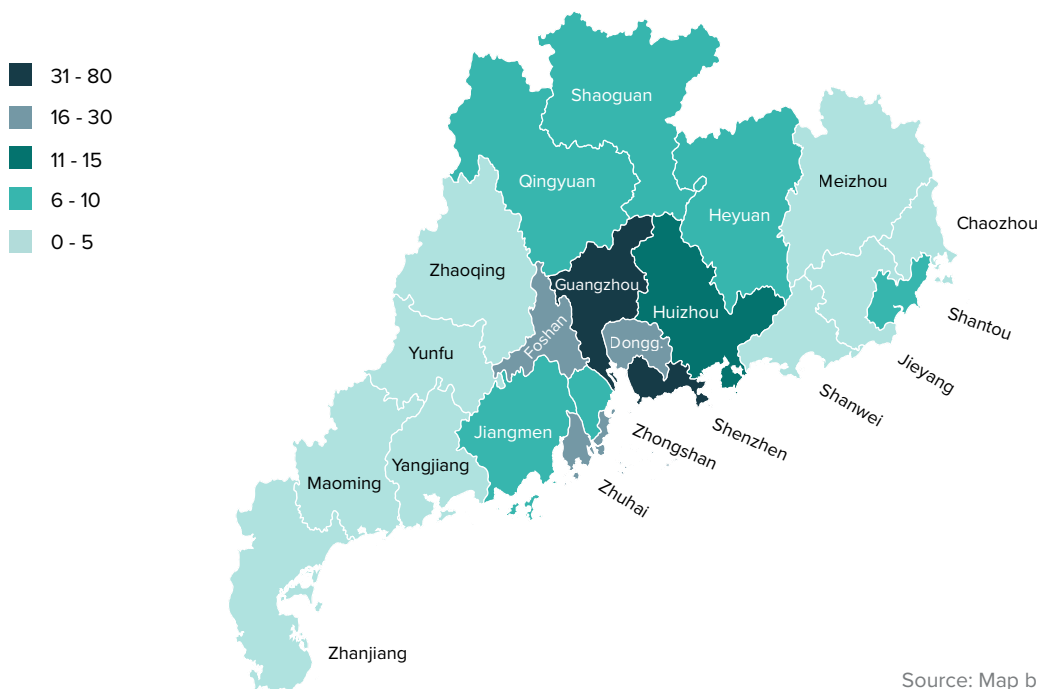 31 - 80
16 - 30
11 - 15
6 - 10
0 - 5
Shaoguan
Qingyuan
Meizhou
Heyuan
Chaozhou
Zhaoqing
Guangzhou
Huizhou
Shantou
Foshan
Dongg.
Yunfu
Jieyang
Shanwei
Jiangmen
Shenzhen
Zhongshan
Yangjiang
Maoming
Zhuhai
Zhanjiang
Source: Map b